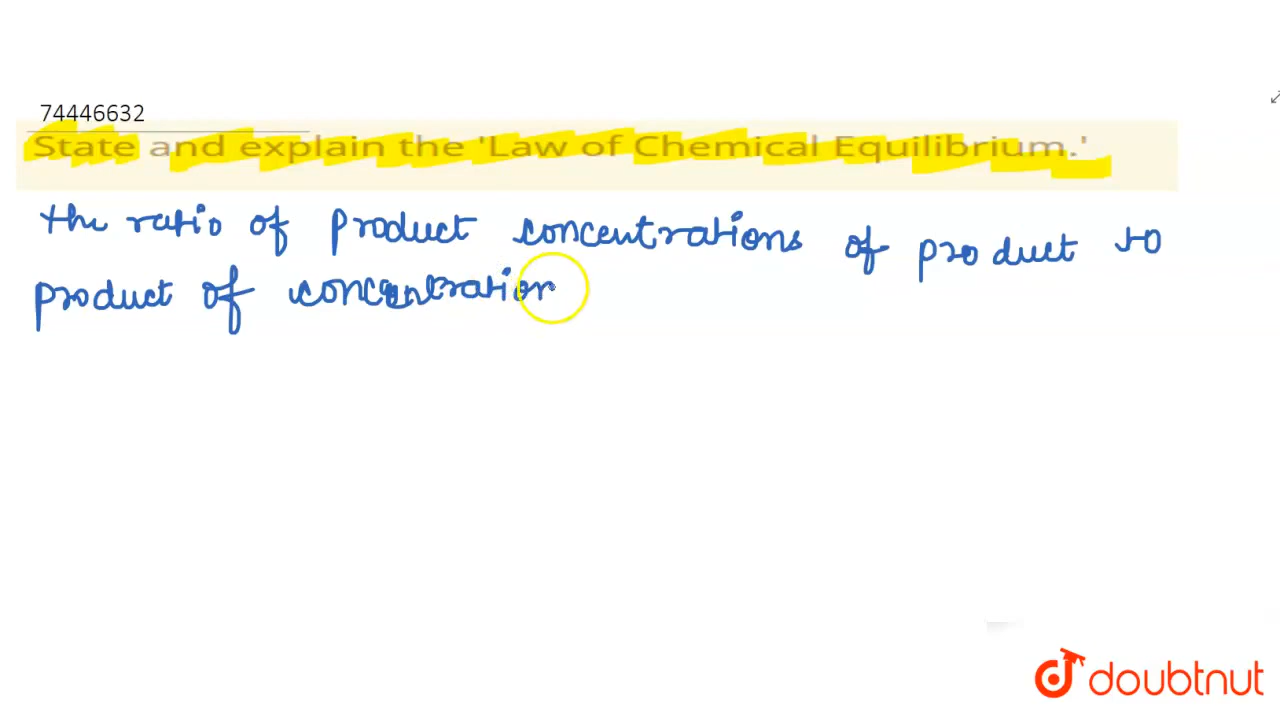 74446632
State and explain the 'Law of Chemical Equilibrium.'
the ratio of product concentrations of product to
product of concentration
doubtnut